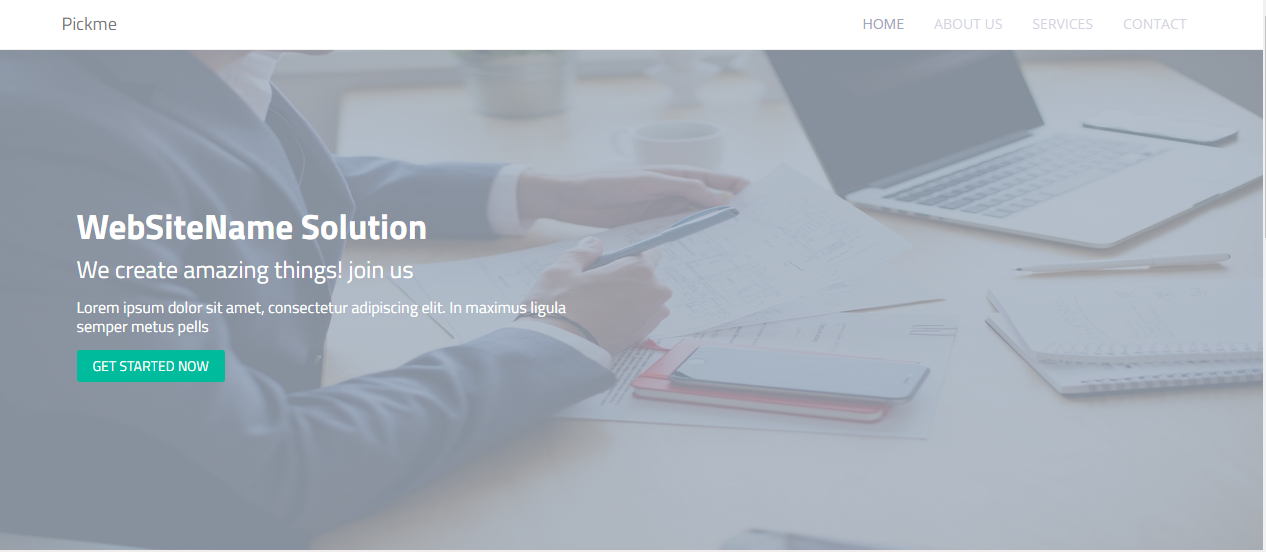 Pickme
HOME ABOUT US SERVICES CONTACT
WebSiteName Solution
We create amazing things! join us
Lorem ipsum dolor sit amet, consectetur adipiscing elit. In maximus ligula
semper metus pells
GET STARTED NOW